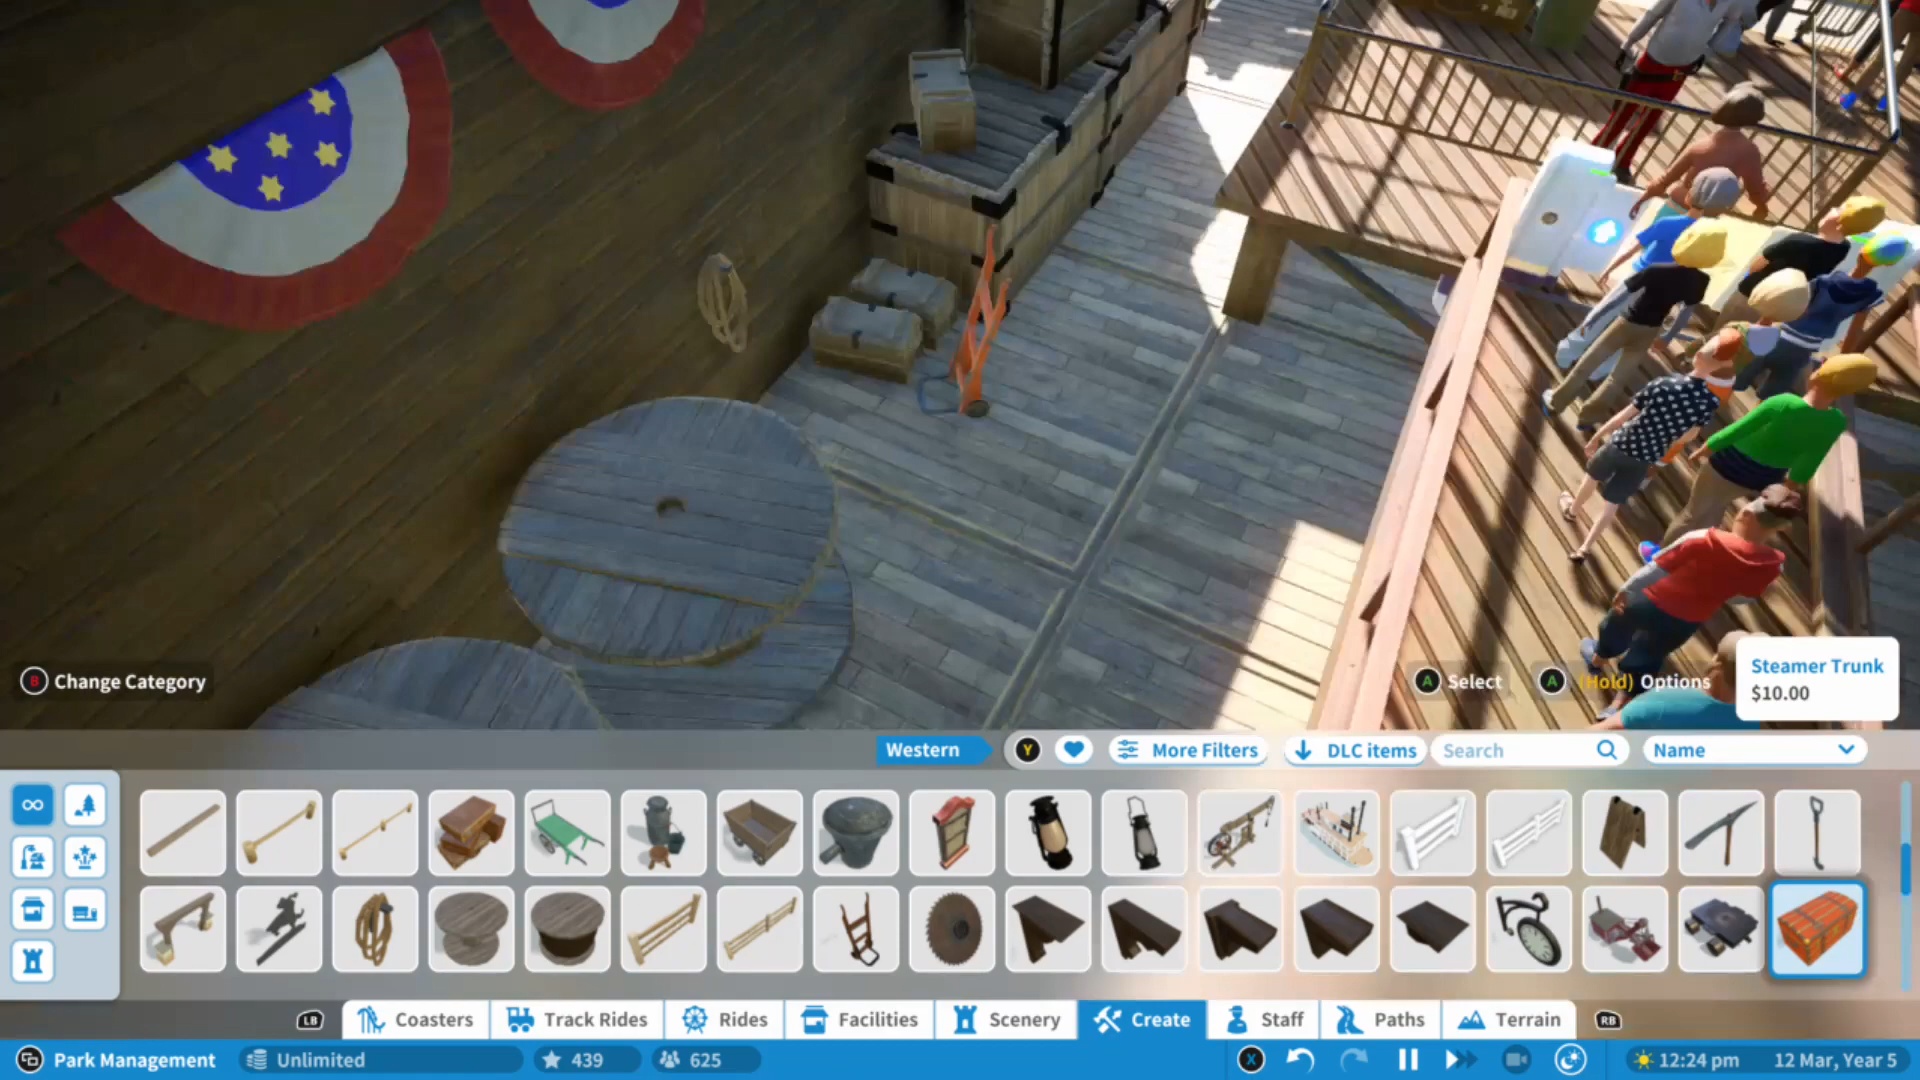 B Change Category
A Select A (Hold) Options
Steamer Trunk
$10.00
Western Y More Filters DLC items Search Name
LB Coasters Track Rides Rides Facilities Scenery Create Staff Paths Terrain RB
Park Management Unlimited 439 625 X 12:24 pm 12 Mar, Year 5